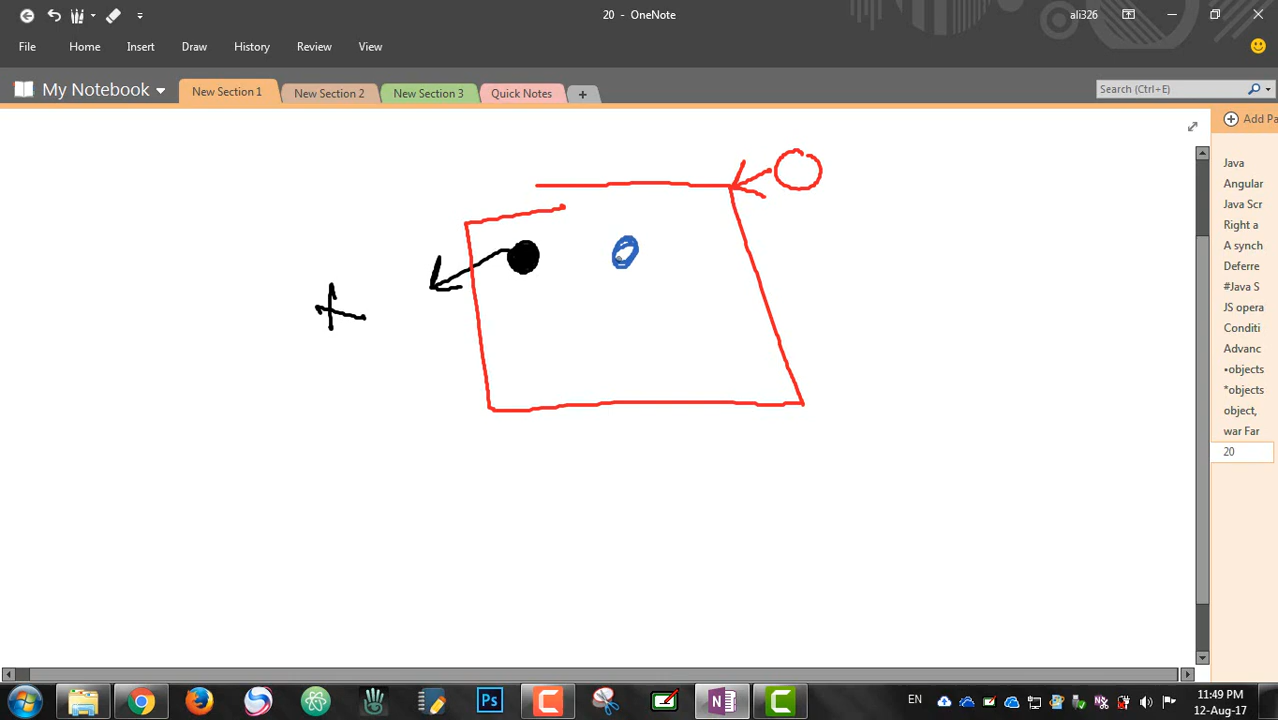 20 - OneNote
ali326
File Home Insert Draw History Review View
My Notebook New Section 1 New Section 2 New Section 3 Quick Notes +
Search (Ctrl+E)
Add Pa
Java
Angular
Java Scr
Right a
A synch
Deferre
#Java S
JS opera
Conditi
Advanc
•objects
*objects
object,
war Far
20
Ps
N
EN
11:49 PM
12-Aug-17